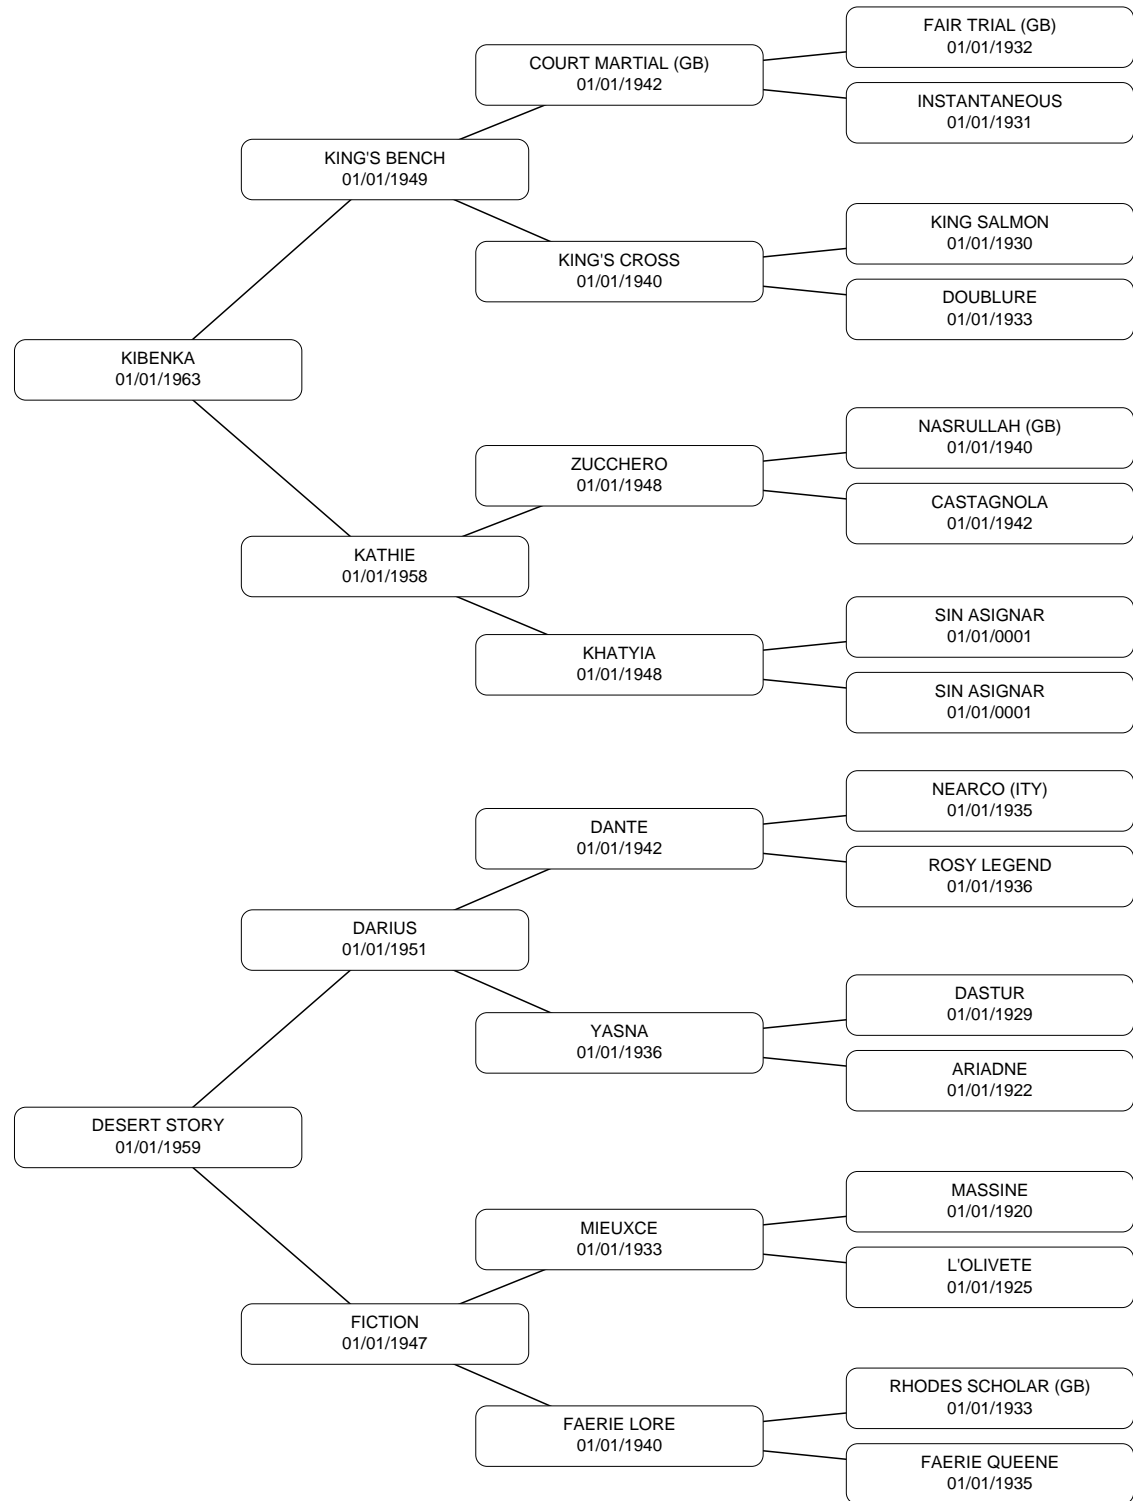 FAIR TRIAL (GB)
01/01/1932
COURT MARTIAL (GB)
01/01/1942
INSTANTANEOUS
01/01/1931
KING'S BENCH
01/01/1949
KING SALMON
01/01/1930
KING'S CROSS
01/01/1940
DOUBLURE
01/01/1933
KIBENKA
01/01/1963
NASRULLAH (GB)
01/01/1940
ZUCCHERO
01/01/1948
CASTAGNOLA
01/01/1942
KATHIE
01/01/1958
SIN ASIGNAR
01/01/0001
KHATYIA
01/01/1948
SIN ASIGNAR
01/01/0001
NEARCO (ITY)
01/01/1935
DANTE
01/01/1942
ROSY LEGEND
01/01/1936
DARIUS
01/01/1951
DASTUR
01/01/1929
YASNA
01/01/1936
ARIADNE
01/01/1922
DESERT STORY
01/01/1959
MASSINE
01/01/1920
MIEUXCE
01/01/1933
L'OLIVETE
01/01/1925
FICTION
01/01/1947
RHODES SCHOLAR (GB)
01/01/1933
FAERIE LORE
01/01/1940
FAERIE QUEENE
01/01/1935